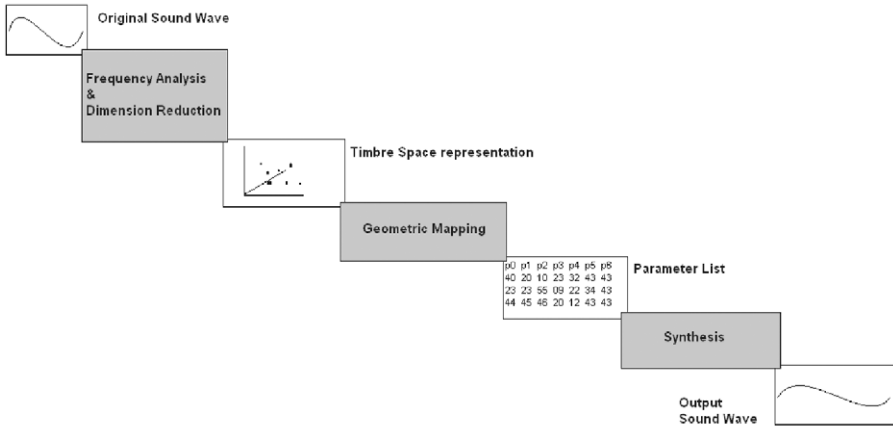 Original Sound Wave
Frequency Analysis
&
Dimension Reduction
Timbre Space representation
Geometric Mapping
p0 p1 p2 p3 p4 p5 p6
40 20 10 23 32 43 43
23 23 55 09 22 34 43
44 45 46 20 12 43 43
Parameter List
Synthesis
Output
Sound Wave